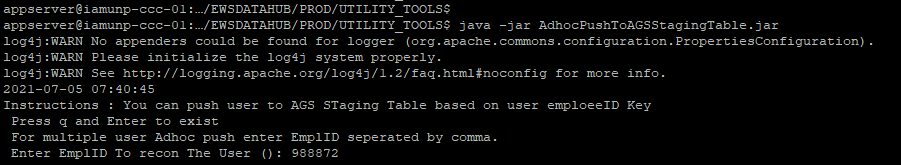 appserver@iamunp-ccc-01:…/EWSDATAHUB/PROD/UTILITY_TOOLS$
appserver@iamunp-ccc-01:…/EWSDATAHUB/PROD/UTILITY_TOOLS$ java -jar AdhocPushToAGSStagingTable.jar
log4j:WARN No appenders could be found for logger (org.apache.commons.configuration.PropertiesConfiguration).
log4j:WARN Please initialize the log4j system properly.
log4j:WARN See http://logging.apache.org/log4j/1.2/faq.html#noconfig for more info.
2021-07-05 07:40:45
Instructions : You can push user to AGS STaging Table based on user emploeeID Key
Press q and Enter to exist
For multiple user Adhoc push enter EmplID seperated by comma.
Enter EmplID To recon The User (): 988872